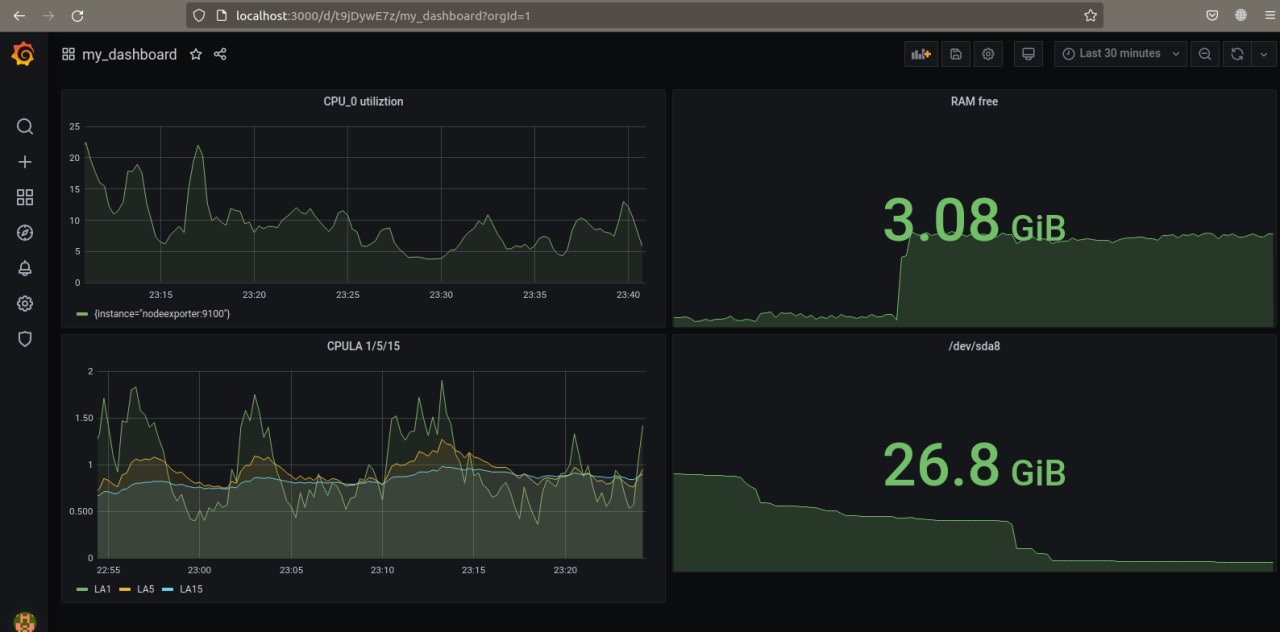 localhost:3000/d/t9jDywE7z/my_dashboard?orgId=1
my_dashboard
Last 30 minutes
CPU_0 utiliztion
25
20
15
10
5
0
23:15 23:20 23:25 23:30 23:35 23:40
{instance="nodeexporter:9100"}
RAM free
3.08 GiB
CPULA 1/5/15
2
1.50
1
0.500
0
22:55 23:00 23:05 23:10 23:15 23:20
LA1 LA5 LA15
/dev/sda8
26.8 GiB